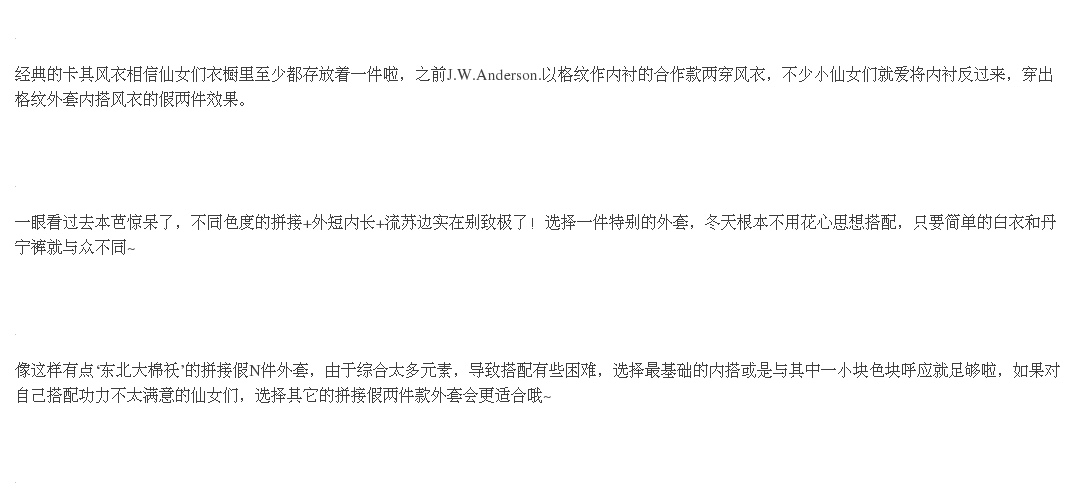 经典的卡其风衣相信仙女们衣橱里至少都存放着一件啦，之前J.W.Anderson.以格纹作内衬的合作款两穿风衣，不少小仙女们就爱将内衬反过来，穿出
格纹外套内搭风衣的假两件效果。
一眼看过去本芭惊呆了，不同色度的拼接+外短内长+流苏边实在别致极了！选择一件特别的外套，冬天根本不用花心思想搭配，只要简单的白衣和丹
宁裤就与众不同~
像这样有点‘东北大棉袄’的拼接假N件外套，由于综合太多元素，导致搭配有些困难，选择最基础的内搭或是与其中一小块色块呼应就足够啦，如果对
自己搭配功力不太满意的仙女们，选择其它的拼接假两件款外套会更适合哦~